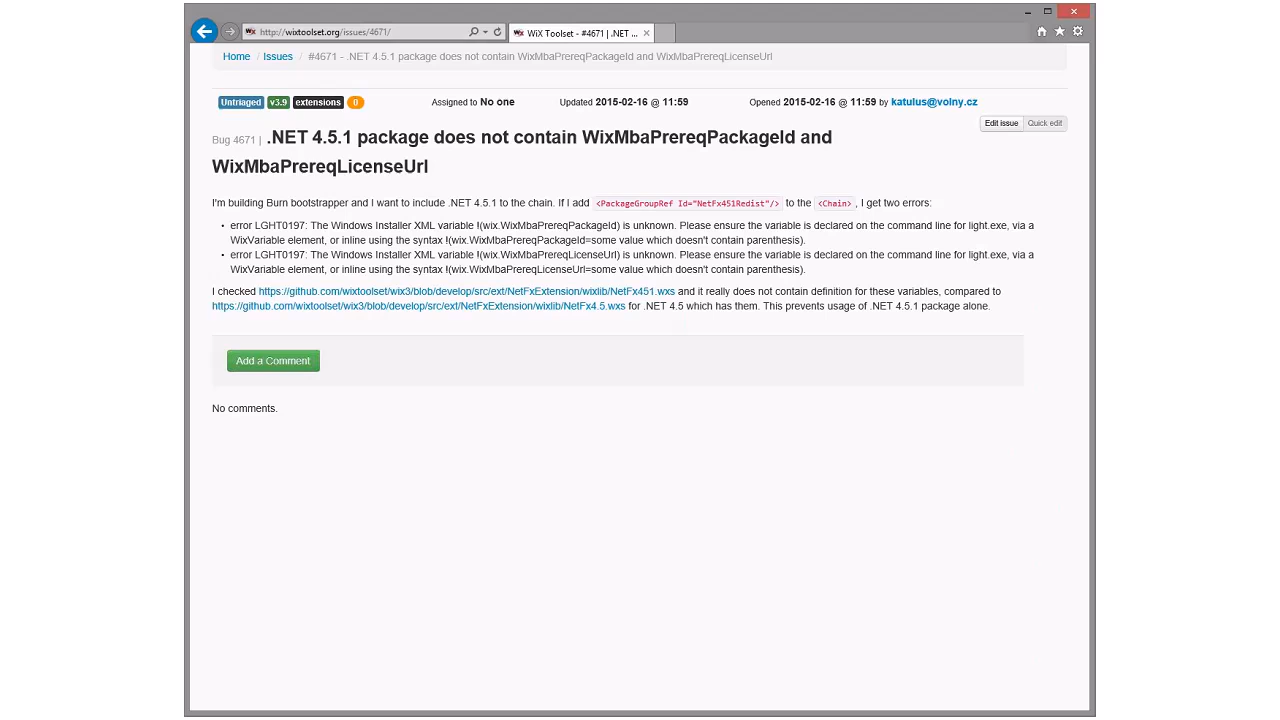 http://wixtoolset.org/issues/4671/
WiX Toolset - #4671 | .NET ...
Home / Issues / #4671 - .NET 4.5.1 package does not contain WixMbaPrereqPackageId and WixMbaPrereqLicenseUrl
Untriaged v3.9 extensions 0 Assigned to No one Updated 2015-02-16 @ 11:59 Opened 2015-02-16 @ 11:59 by katulus@volny.cz
Edit issue Quick edit
Bug 4671 | .NET 4.5.1 package does not contain WixMbaPrereqPackageId and
WixMbaPrereqLicenseUrl
I'm building Burn bootstrapper and I want to include .NET 4.5.1 to the chain. If I add <PackageGroupRef Id="NetFx451Redist"/> to the <Chain>, I get two errors:
• error LGHT0197: The Windows Installer XML variable !(wix.WixMbaPrereqPackageId) is unknown. Please ensure the variable is declared on the command line for light.exe, via a
WixVariable element, or inline using the syntax !(wix.WixMbaPrereqPackageId=some value which doesn't contain parenthesis).
• error LGHT0197: The Windows Installer XML variable !(wix.WixMbaPrereqLicenseUrl) is unknown. Please ensure the variable is declared on the command line for light.exe, via a
WixVariable element, or inline using the syntax !(wix.WixMbaPrereqLicenseUrl=some value which doesn't contain parenthesis).
I checked https://github.com/wixtoolset/wix3/blob/develop/src/ext/NetFxExtension/wixlib/NetFx451.wxs and it really does not contain definition for these variables, compared to
https://github.com/wixtoolset/wix3/blob/develop/src/ext/NetFxExtension/wixlib/NetFx4.5.wxs for .NET 4.5 which has them. This prevents usage of .NET 4.5.1 package alone.
Add a Comment
No comments.